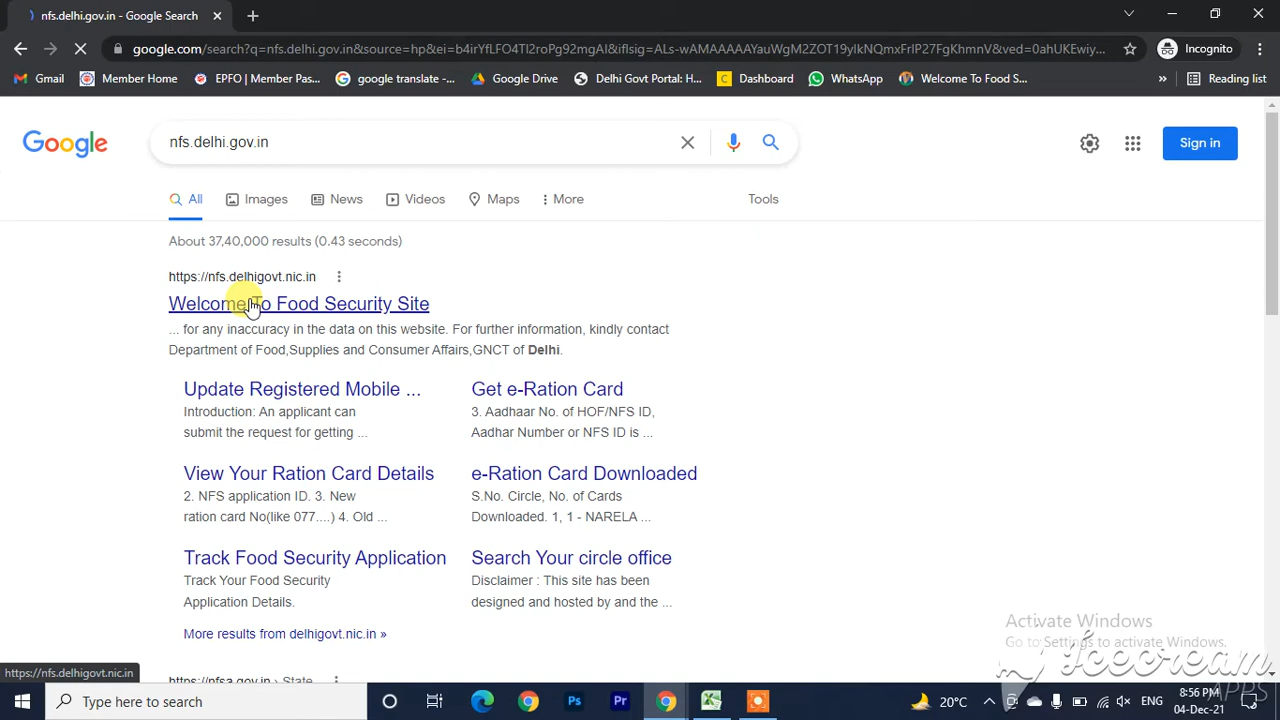 nfs.delhi.gov.in - Google Search
google.com/search?q=nfs.delhi.gov.in&source=hp&ei=b4irYfLFO4Tl2roPg92mgAI&iflsig=ALs-wAMAAAAAYauWgM2ZOT19ylkNQmxFrlP27FgKhmnV&ved=0ahUKEwiy...
Incognito
Gmail
Member Home
EPFO | Member Pas...
google translate -...
Google Drive
Delhi Govt Portal: H...
Dashboard
WhatsApp
Welcome To Food S...
»
Reading list
Google
nfs.delhi.gov.in
Sign in
All
Images
News
Videos
Maps
More
Tools
About 37,40,000 results (0.43 seconds)
https://nfs.delhigovt.nic.in
Welcome To Food Security Site
... for any inaccuracy in the data on this website. For further information, kindly contact
Department of Food,Supplies and Consumer Affairs,GNCT of Delhi.
Update Registered Mobile ...
Introduction: An applicant can
submit the request for getting ...
Get e-Ration Card
3. Aadhaar No. of HOF/NFS ID,
Aadhar Number or NFS ID is ...
View Your Ration Card Details
2. NFS application ID. 3. New
ration card No(like 077....) 4. Old ...
e-Ration Card Downloaded
S.No. Circle, No. of Cards
Downloaded. 1, 1 - NARELA ...
Track Food Security Application
Track Your Food Security
Application Details.
Search Your circle office
Disclaimer : This site has been
designed and hosted by and the ...
More results from delhigovt.nic.in »
https://nfsa.gov.in › State
Activate Windows
Go to Settings to activate Windows.
Icecream
APPS
https://nfs.delhigovt.nic.in
Type here to search
Ps
Pr
20°C
ENG
8:56 PM
04-Dec-21